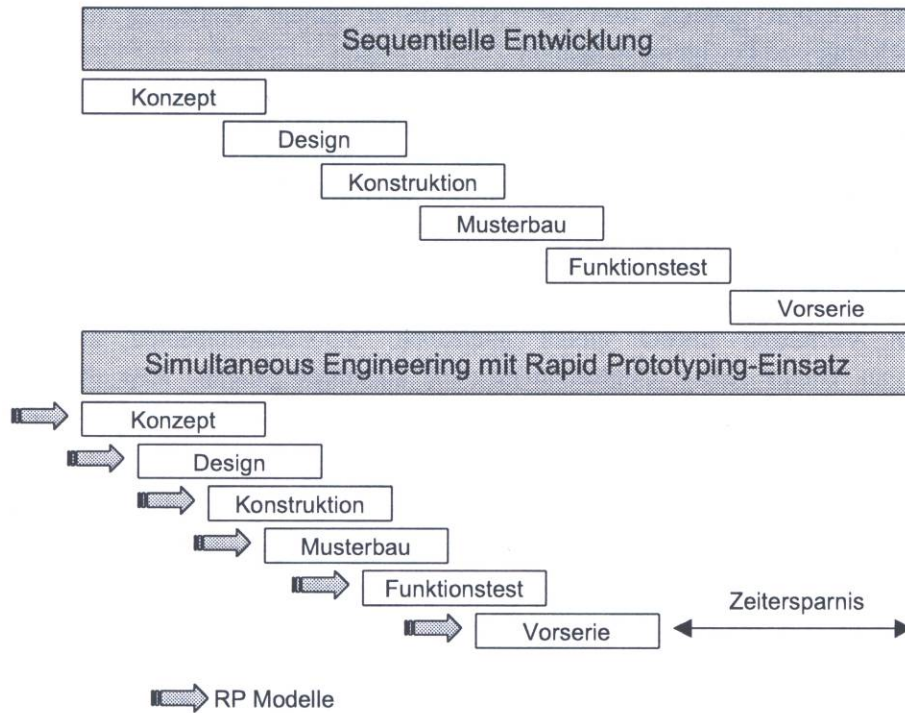 Sequentielle Entwicklung
Konzept
Design
Konstruktion
Musterbau
Funktionstest
Vorserie
Simultaneous Engineering mit Rapid Prototyping-Einsatz
Konzept
Design
Konstruktion
Musterbau
Funktionstest
Zeitersparnis
Vorserie
RP Modelle